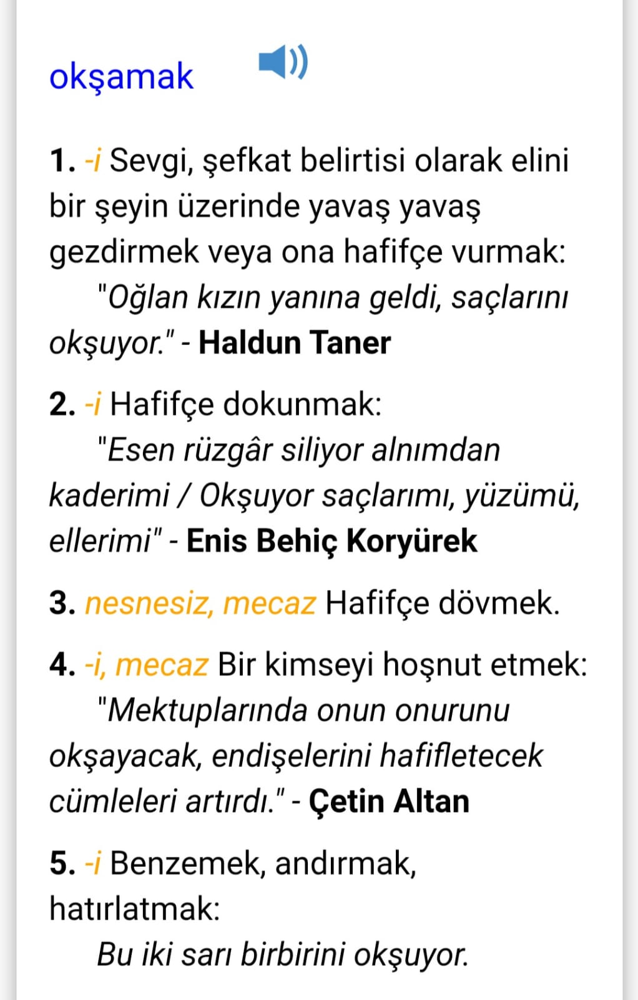 okşamak
1. -i Sevgi, şefkat belirtisi olarak elini
bir şeyin üzerinde yavaş yavaş
gezdirmek veya ona hafifçe vurmak:
"Oğlan kızın yanına geldi, saçlarını
okşuyor." - Haldun Taner
2. -i Hafifçe dokunmak:
"Esen rüzgâr siliyor alnımdan
kaderimi / Okşuyor saçlarımı, yüzümü,
ellerimi" - Enis Behiç Koryürek
3. nesnesiz, mecaz Hafifçe dövmek.
4. -i, mecaz Bir kimseyi hoşnut etmek:
"Mektuplarında onun onurunu
okşayacak, endişelerini hafifletecek
cümleleri artırdı." - Çetin Altan
5. -i Benzemek, andırmak,
hatırlatmak:
Bu iki sarı birbirini okşuyor.